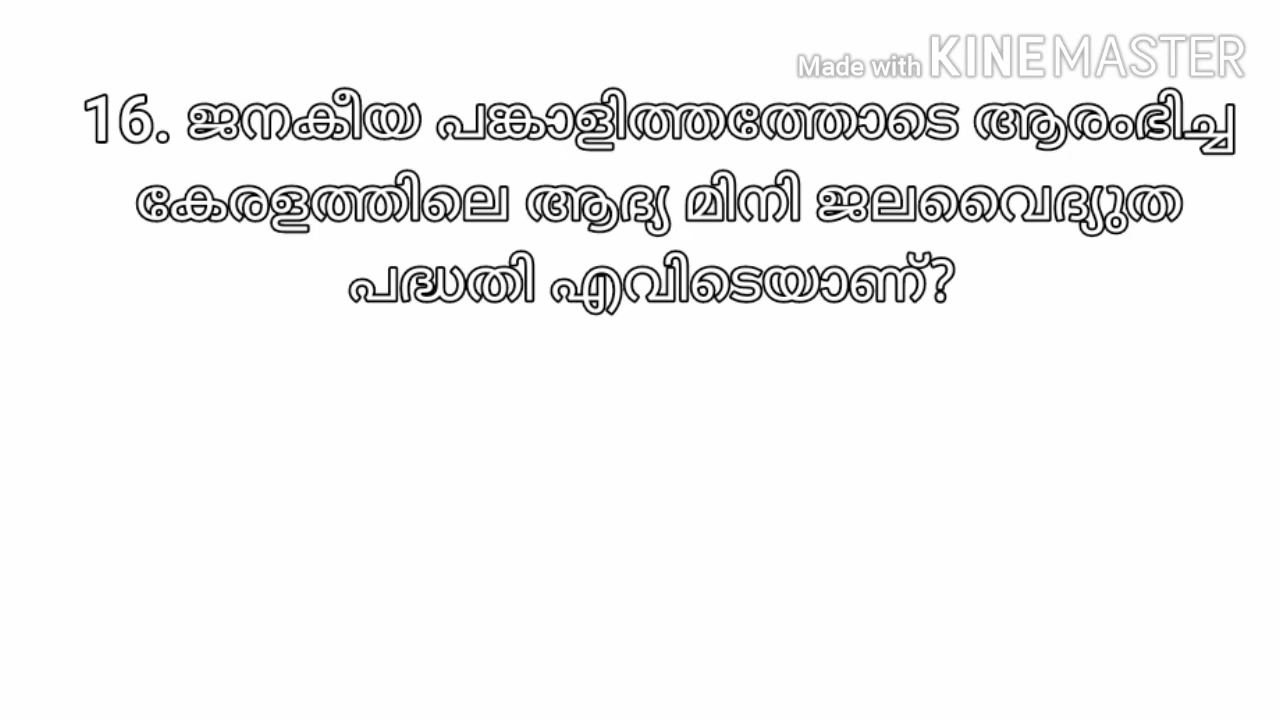 Made with KINEMASTER
16. ജനകീയ പങ്കാളിത്തത്തോടെ ആരംഭിച്ച
കേരളത്തിലെ ആദ്യ മിനി ജലവൈദ്യുത
പദ്ധതി എവിടെയാണ്?